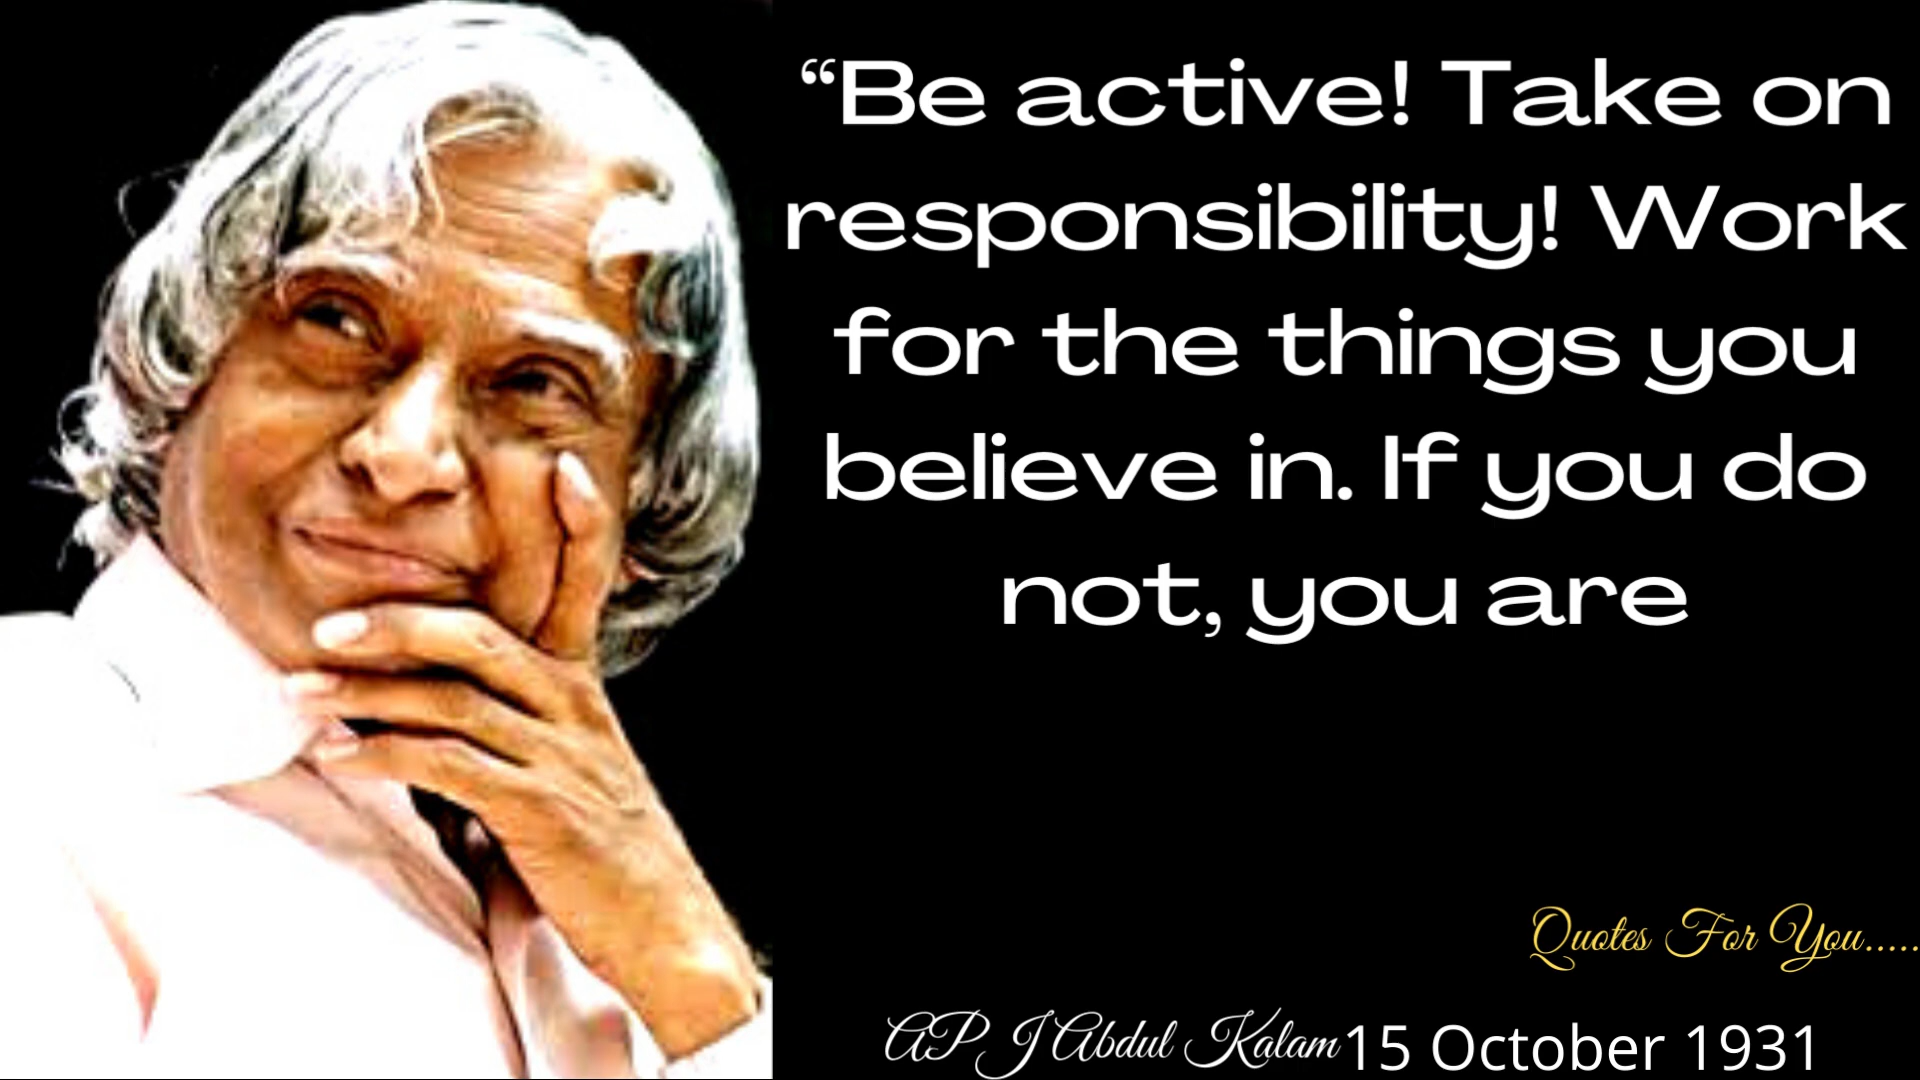 “Be active! Take on
responsibility! Work
for the things you
believe in. If you do
not, you are
Quotes For You.....
AP J Abdul Kalam 15 October 1931